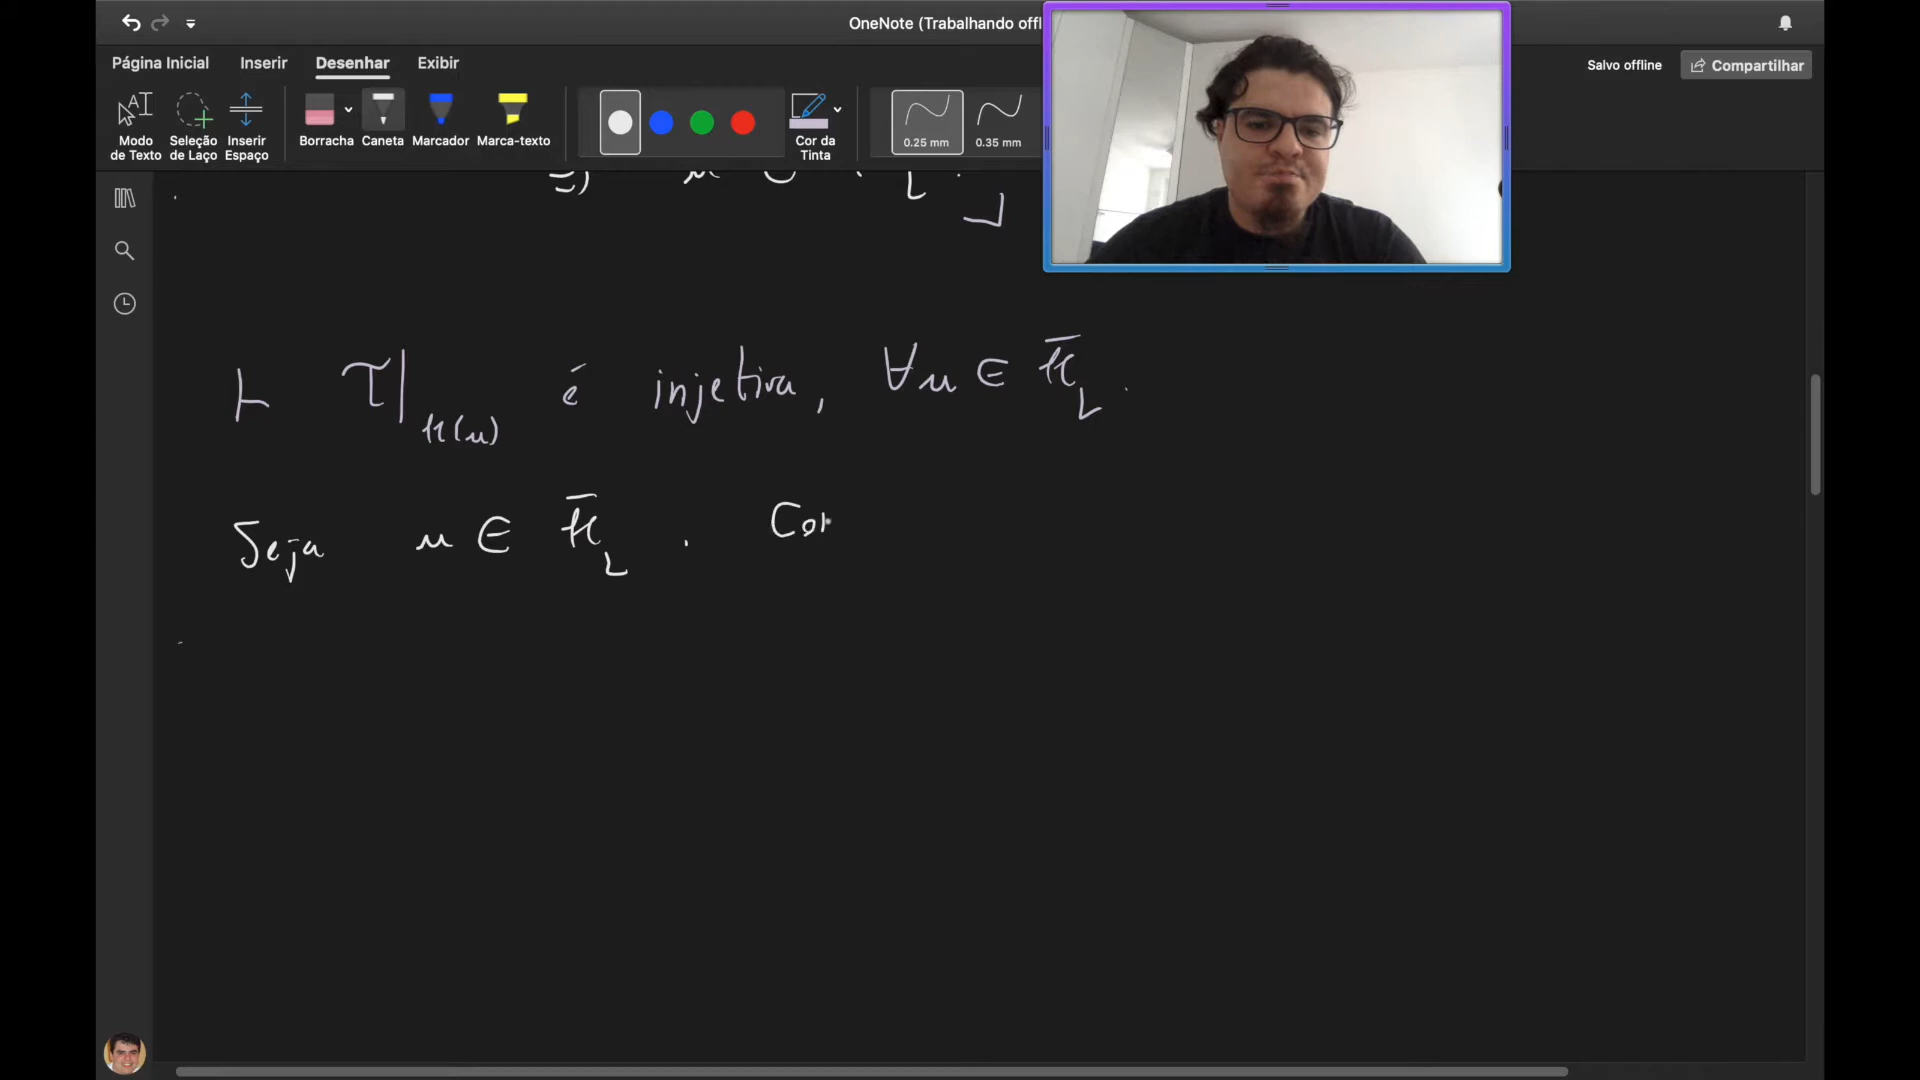 OneNote (Trabalhando offl
Página Inicial Inserir Desenhar Exibir
Salvo offline Compartilhar
Modo de Texto
Seleção de Laço
Inserir Espaço
Borracha Caneta Marcador Marca-texto
Cor da Tinta
0.25 mm 0.35 mm
⊢ τ|_{𝓗(u)} é injetiva, ∀u ∈ 𝓗̄_L .
Seja u ∈ 𝓗̄_L . Con